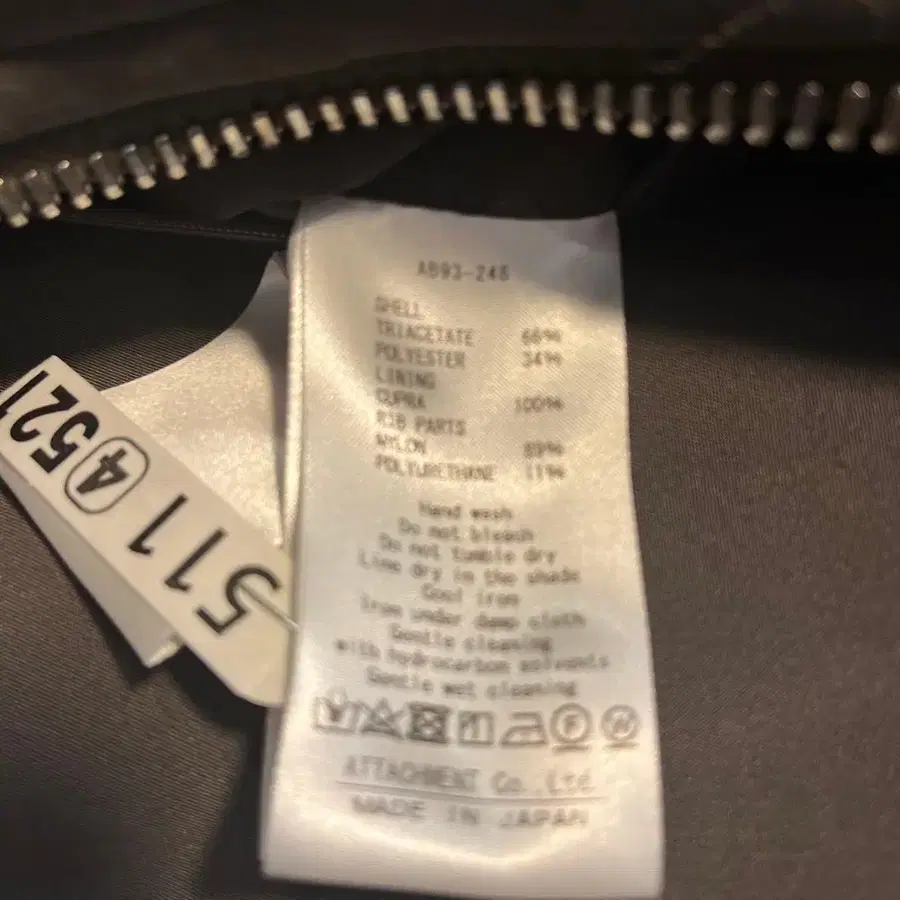 AB93-248
SHELL
TRIACETATE 66%
POLYESTER 34%
LINING
CUPRA 100%
RIB PARTS
NYLON 89%
POLYURETHANE 11%
Hand wash
Do not bleach
Do not tumble dry
Line dry in the shade
Cool iron
Iron under damp cloth
Gentle cleaning
with hydrocarbon solvents
Gentle wet cleaning
F W
ATTACHMENT Co.,Ltd
MADE IN JAPAN
511 4 521